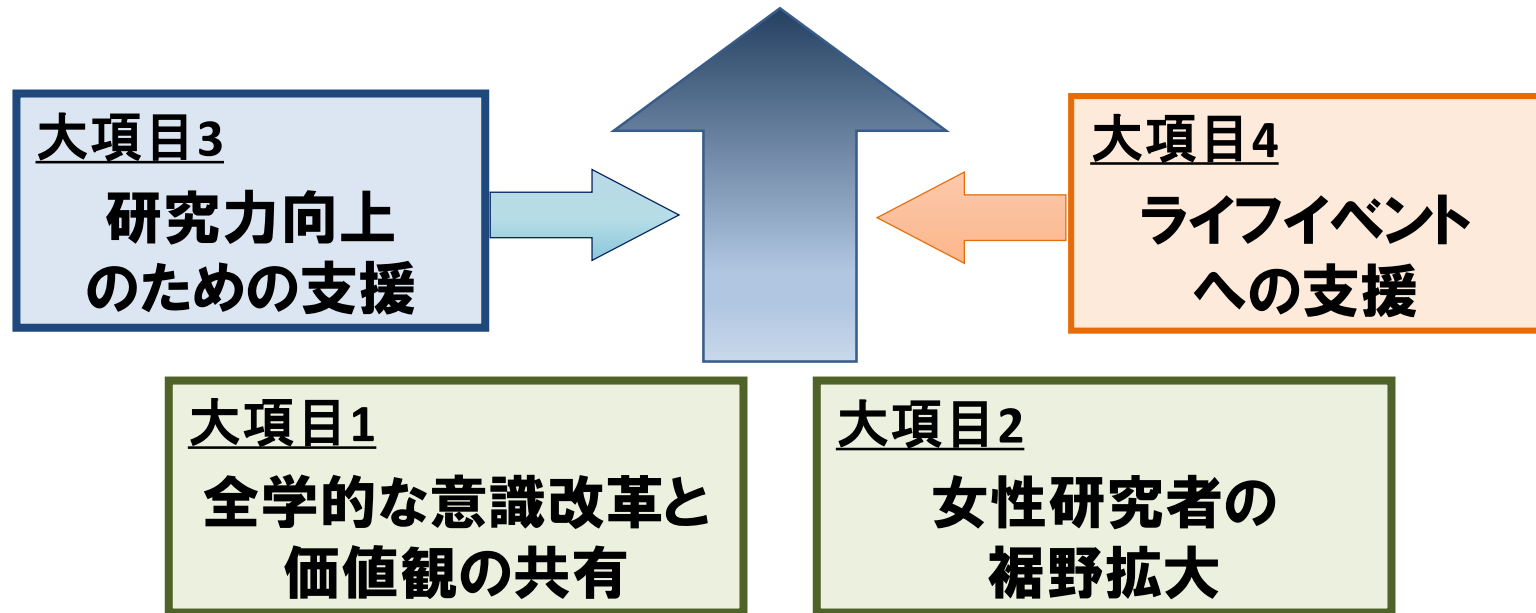 大項目3
研究力向上
のための支援
大項目4
ライフイベント
への支援
大項目1
全学的な意識改革と
価値観の共有
大項目2
女性研究者の
裾野拡大